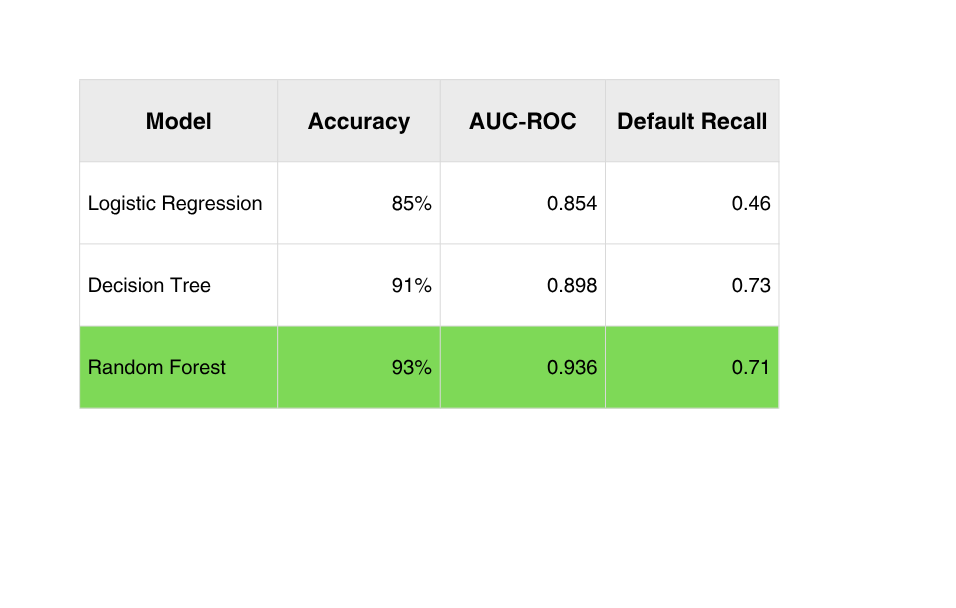 Model Accuracy AUC-ROC Default Recall
Logistic Regression 85% 0.854 0.46
Decision Tree 91% 0.898 0.73
Random Forest 93% 0.936 0.71